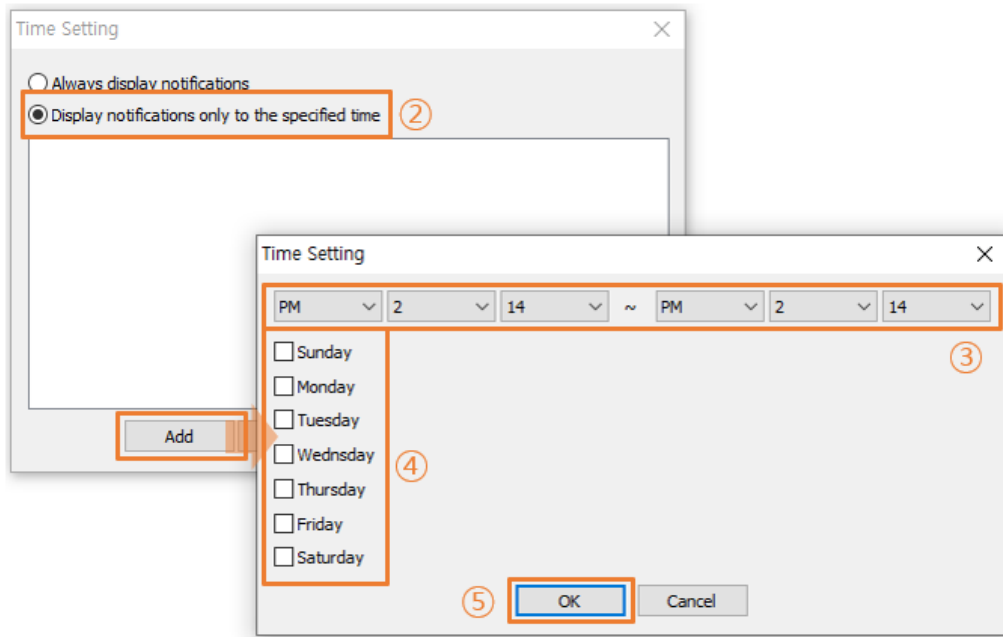 Time Setting
Always display notifications
Display notifications only to the specified time ②
Time Setting
PM 2 14 ~ PM 2 14
③
Sunday
Monday
Tuesday
Wednsday
④
Thursday
Friday
Saturday
Add
⑤ OK Cancel